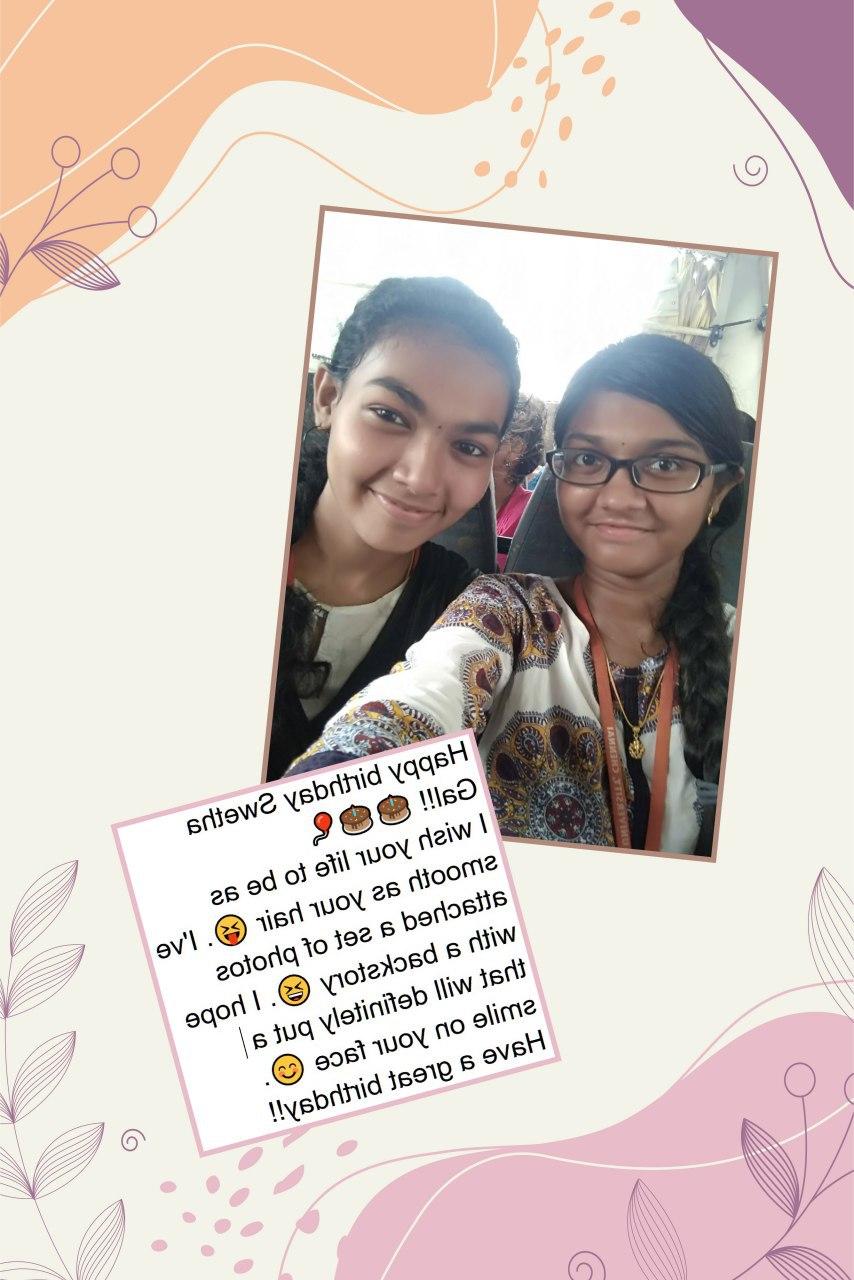 Happy birthday Swetha
Gal!! 🎂🎂🎈
I wish your life to be as
smooth as your hair 😝. I've
attached a set of photos
with a backstory 😆. I hope
that will definitely put a
smile on your face 😊.
Have a great birthday!!